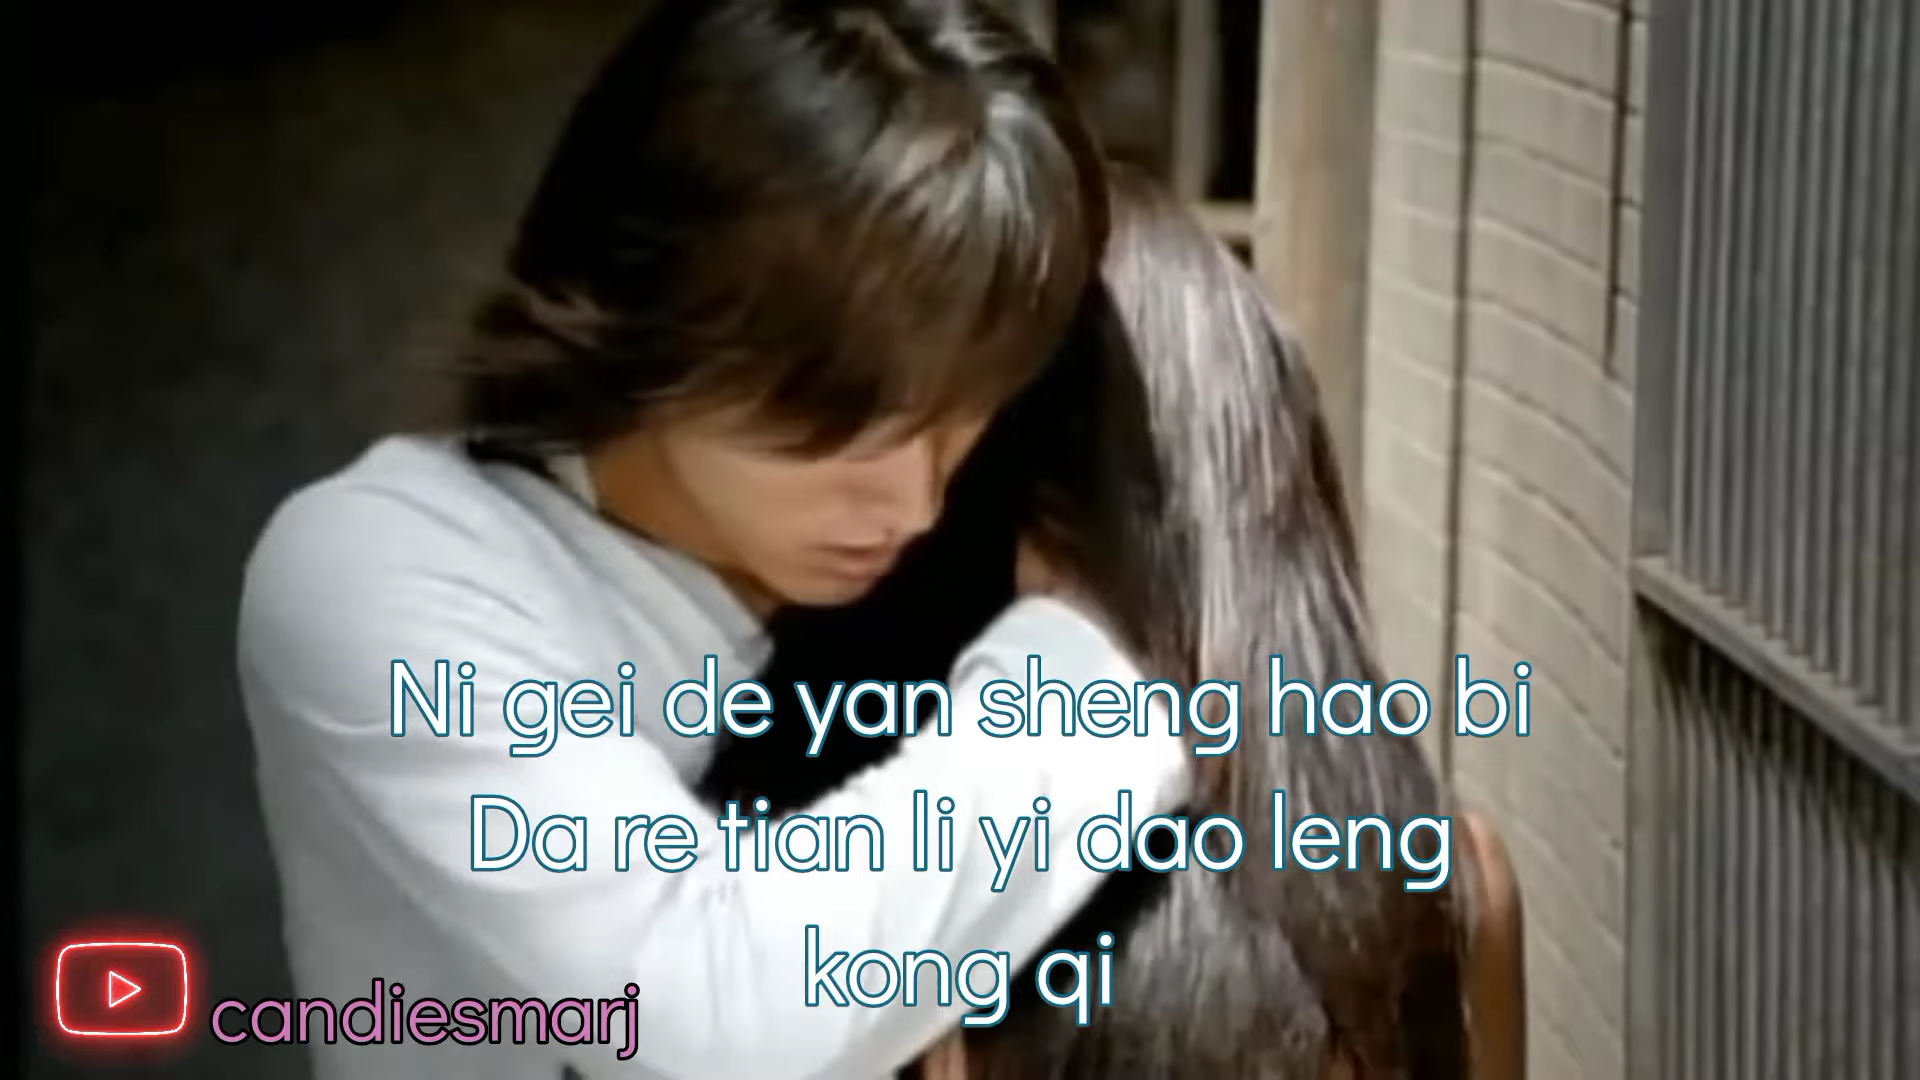 Ni gei de yan sheng hao bi
Da re tian li yi dao leng
kong qi
candiesmarj